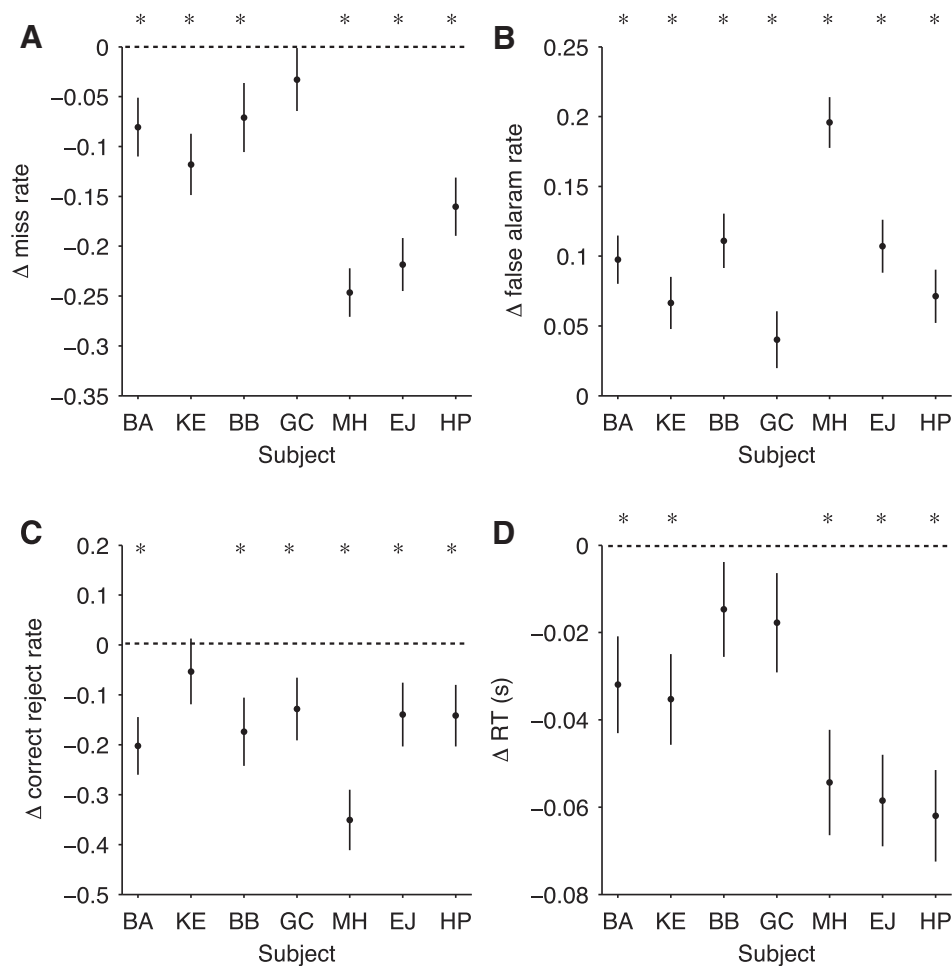 A
* * * * * *
0
−0.05
−0.1
−0.15
−0.2
−0.25
−0.3
−0.35
Δ miss rate
BA KE BB GC MH EJ HP
Subject
B
* * * * * * *
0.25
0.2
0.15
0.1
0.05
0
Δ false alaram rate
BA KE BB GC MH EJ HP
Subject
C
* * * * * *
0.2
0.1
0
−0.1
−0.2
−0.3
−0.4
−0.5
Δ correct reject rate
BA KE BB GC MH EJ HP
Subject
D
* * * * *
0
−0.02
−0.04
−0.06
−0.08
Δ RT (s)
BA KE BB GC MH EJ HP
Subject